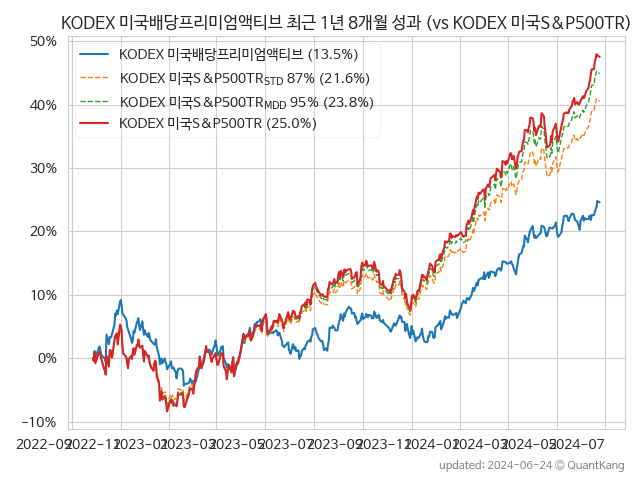 KODEX 미국배당프리미엄액티브 최근 1년 8개월 성과 (vs KODEX 미국S&P500TR)
50%
40%
30%
20%
10%
0%
−10%
KODEX 미국배당프리미엄액티브 (13.5%)
KODEX 미국S&P500TR STD 87% (21.6%)
KODEX 미국S&P500TR MDD 95% (23.8%)
KODEX 미국S&P500TR (25.0%)
2022-09 2022-11 2023-01 2023-03 2023-05 2023-07 2023-09 2023-11 2024-01 2024-03 2024-05 2024-07
updated: 2024-06-24 © QuantKang